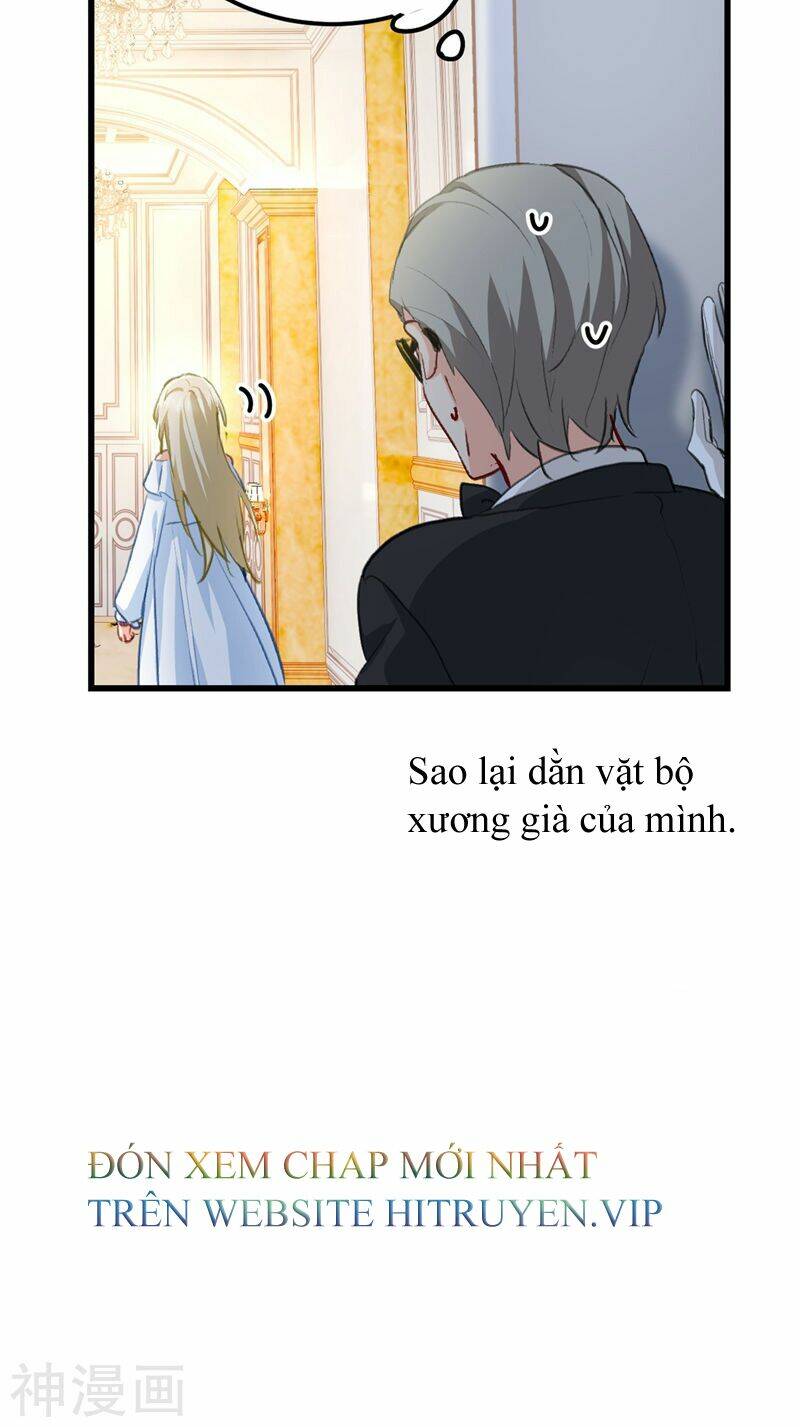 Sao lại dằn vặt bộ
xương già của mình.
ĐÓN XEM CHAP MỚI NHẤT
TRÊN WEBSITE HITRUYEN.VIP
神漫画